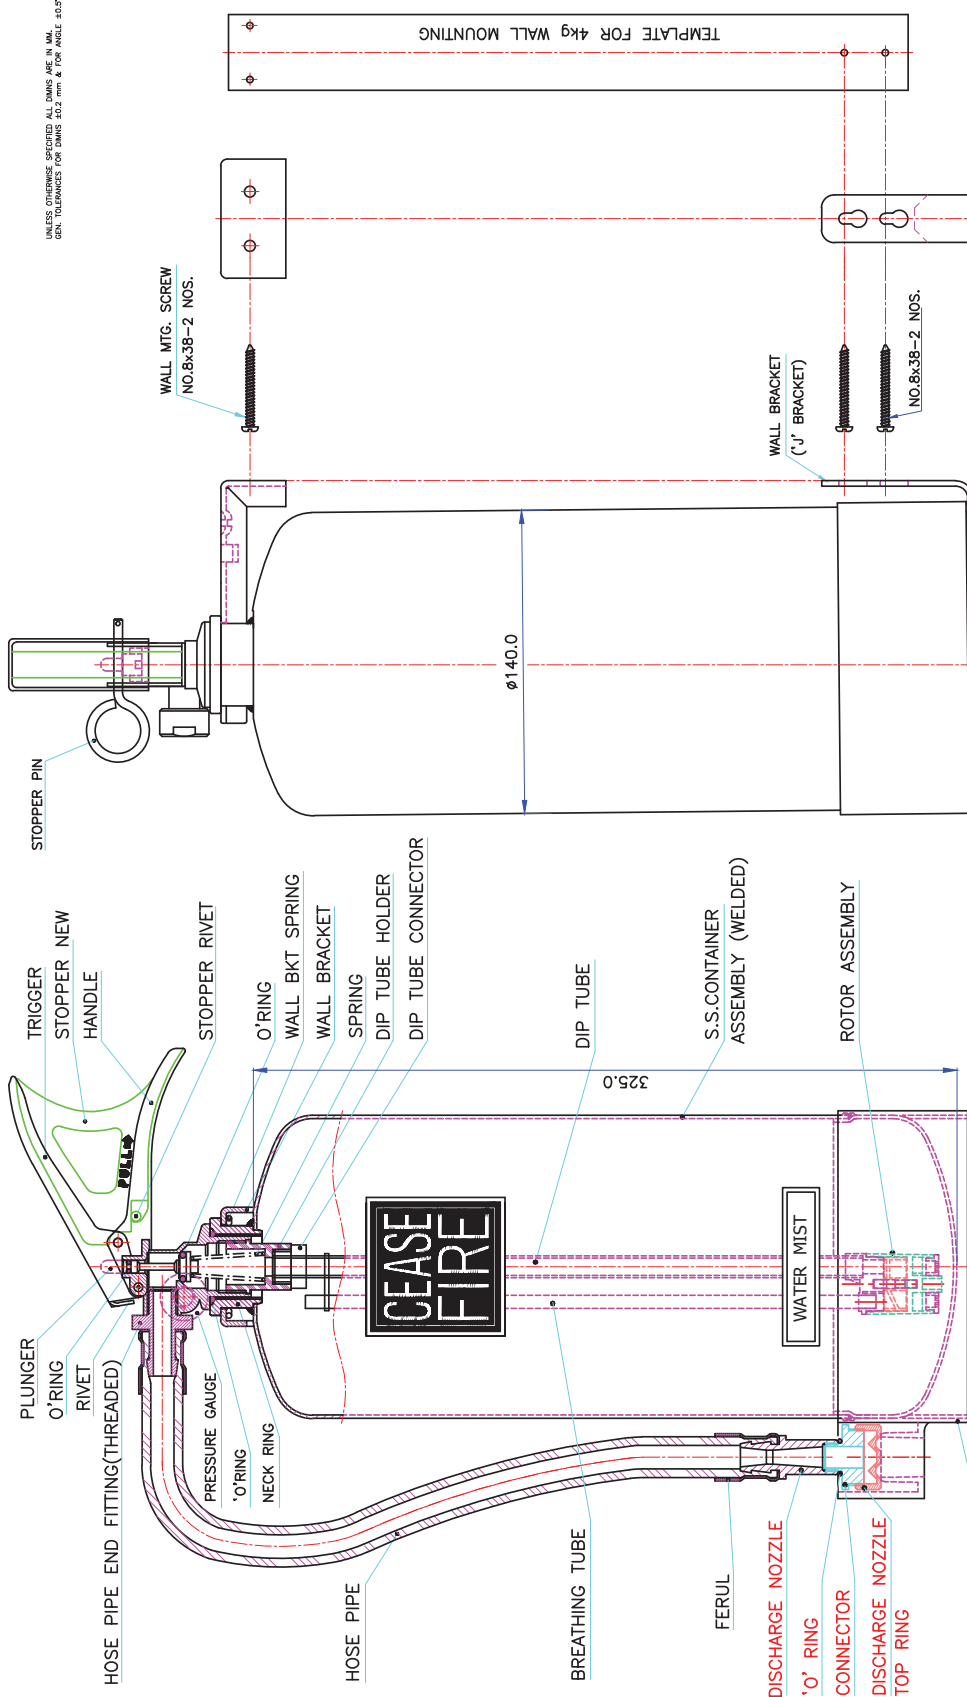 UNLESS OTHERWISE SPECIFIED ALL DIMNS ARE IN MM.
GEN. TOLERANCES FOR DIMNS ±0.2 mm & FOR ANGLE ±0.5°
TEMPLATE FOR 4kg WALL MOUNTING
WALL MTG. SCREW
NO.8x38-2 NOS.
WALL BRACKET
('J' BRACKET)
NO.8x38-2 NOS.
STOPPER PIN
ø140.0
TRIGGER
STOPPER NEW
HANDLE
STOPPER RIVET
O'RING
WALL BKT SPRING
WALL BRACKET
SPRING
DIP TUBE HOLDER
DIP TUBE CONNECTOR
DIP TUBE
S.S.CONTAINER
ASSEMBLY (WELDED)
ROTOR ASSEMBLY
325.0
PULL
CEASE
FIRE
WATER MIST
PLUNGER
O'RING
RIVET
HOSE PIPE END FITTING(THREADED)
PRESSURE GAUGE
'O'RING
NECK RING
HOSE PIPE
BREATHING TUBE
FERUL
DISCHARGE NOZZLE
'O' RING
CONNECTOR
DISCHARGE NOZZLE
TOP RING